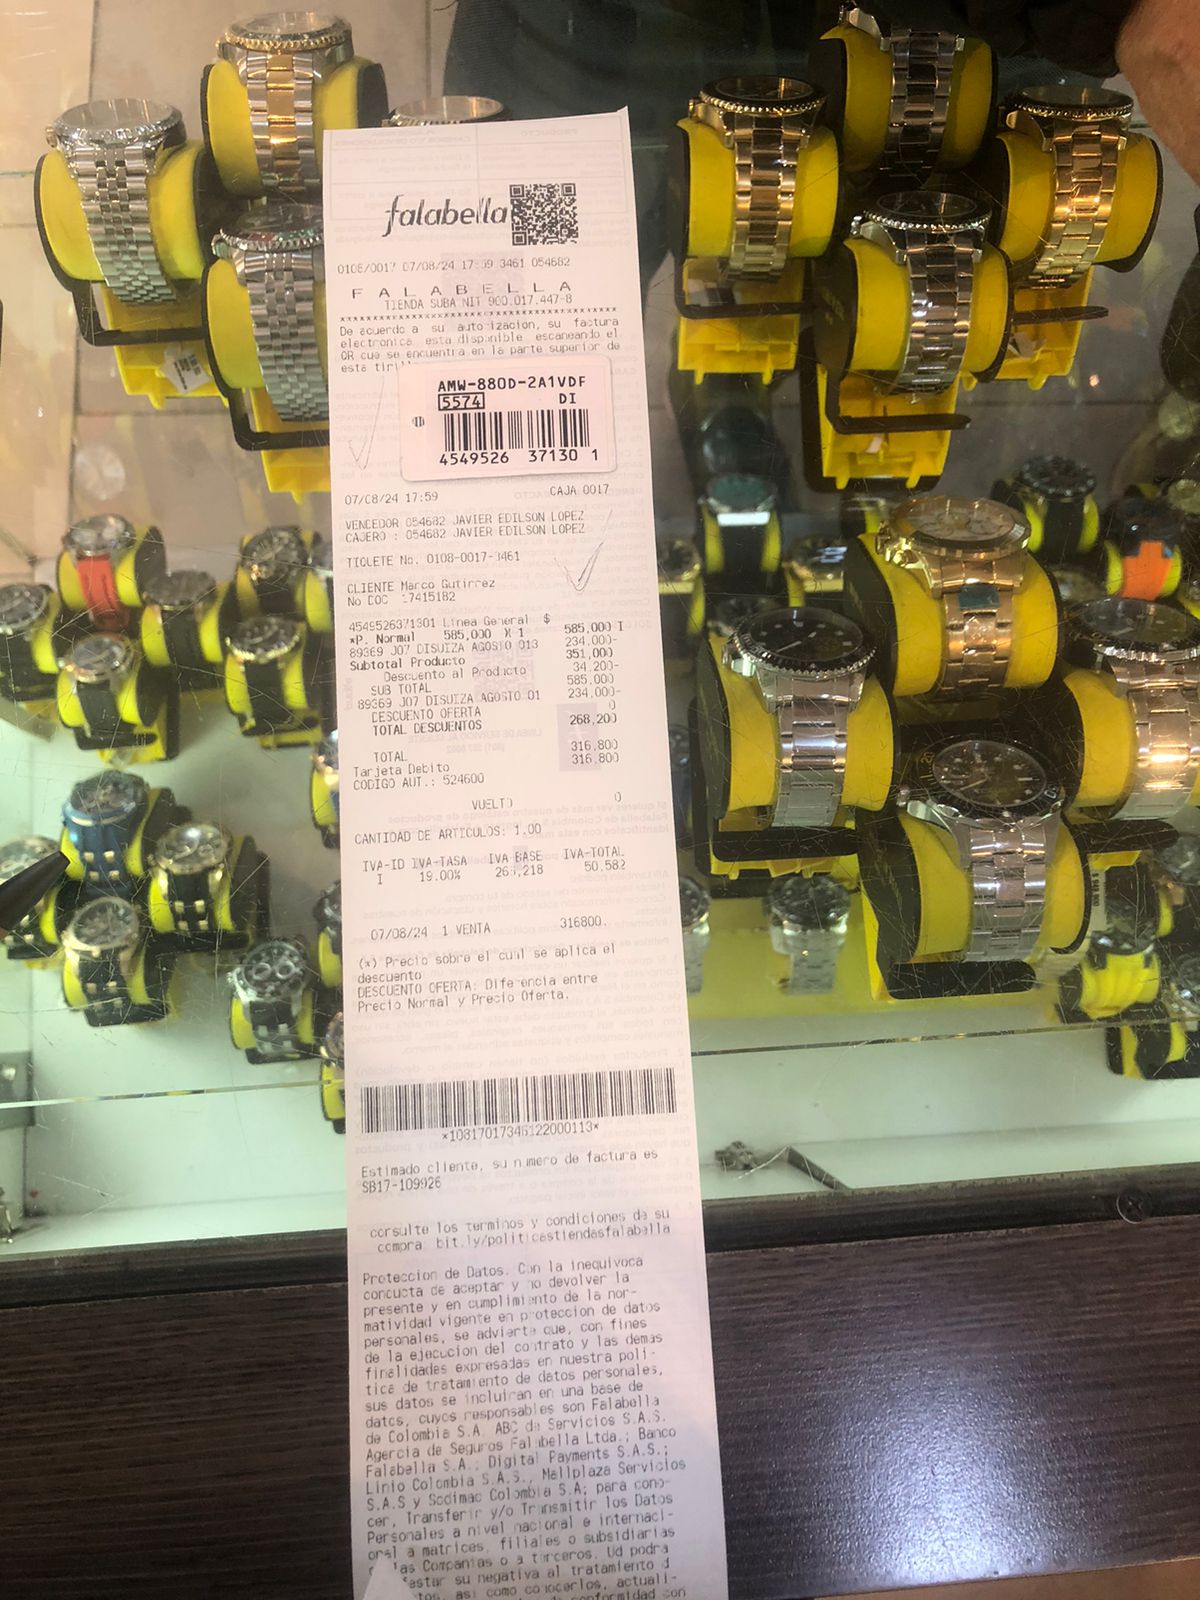 falabella
0108/0017 07/08/24 17:59 3461 054682
F A L A B E L L A
TIENDA SUBA NIT 900.017.447-8
De acuerdo a su autorizacion, su factura
electronica esta disponible escaneando el
QR que se encuentra en la parte superior de
esta
AMW-880D-2A1VDF
5574 DI
4549526 37130 1
07/08/24 17:59 CAJA 0017
VENDEDOR 054682 JAVIER EDILSON LOPEZ
CAJERO : 054682 JAVIER EDILSON LOPEZ
TIQUETE No. 0108-0017-3461
CLIENTE Marco Gutirrez
No DOC
4549526371301 Linea General $
*P. Normal 585,000 X 1 585,000 I
89369 J07 DISUIZA AGOSTO 013 234,000-
Subtotal Producto 351,000
Descuento al Producto 34,200-
SUB TOTAL 585,000
89369 J07 DISUIZA AGOSTO 01 234,000-
DESCUENTO OFERTA 0
TOTAL DESCUENTOS 268,200
TOTAL 316,800
Tarjeta Debito 316,800
CODIGO AUT.: 524600
VUELTO 0
CANTIDAD DE ARTICULOS: 1.00
IVA-ID IVA-TASA IVA BASE IVA-TOTAL
I 19.00% 266,218 50,582
07/08/24 1 VENTA 316800.
(*) Precio sobre el cual se aplica el
descuento
DESCUENTO OFERTA: Diferencia entre
Precio Normal y Precio Oferta.
*10817017346122000113*
Estimado cliente, su numero de factura es
SB17-109926
consulte los terminos y condiciones de su
compra bit.ly/politicastiendasfalabella
Proteccion de Datos. Con la inequivoca
conducta de aceptar y no devolver la
presente y en cumplimiento de la nor-
matividad vigente en proteccion de datos
personales, se advierte que, con fines
de la ejecucion del contrato y las demas
finalidades expresadas en nuestra poli-
tica de tratamiento de datos personales,
sus datos se incluiran en una base de
datos, cuyos responsables son Falabella
de Colombia S.A. ABC de Servicios S.A.S.
Agencia de Seguros Falabella Ltda.; Banco
Falabella S.A.; Digital Payments S.A.S.;
Linio Colombia S.A.S., Mallplaza Servicios
S.A.S y Sodimac Colombia S.A; para cono-
cer, Transferir y/o Transmitir los Datos
Personales a nivel nacional e internaci-
onal a matrices, filiales o subsidiarias
las Companias o a terceros. Ud podra
su negativa al tratamiento d
asi como conocerlos, actuali-
conformidad con